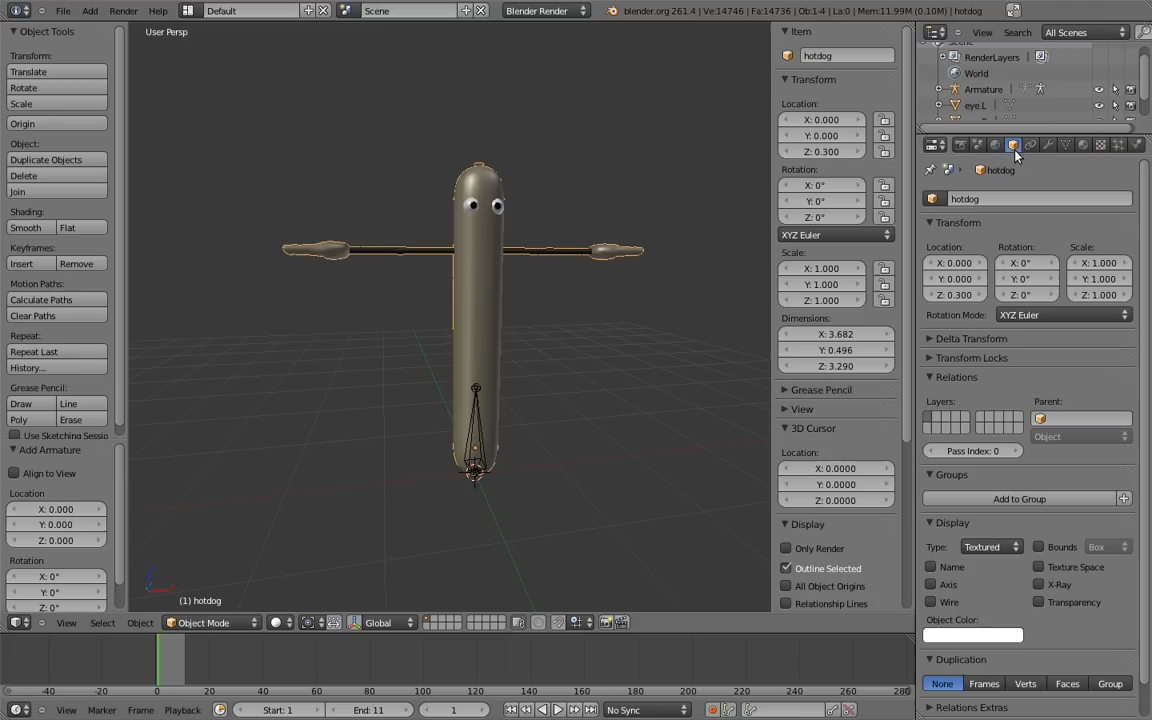 File Add Render Help Default Scene Blender Render blender.org 261.4 | Ve:14746 | Fa:14736 | Ob:1-4 | La:0 | Mem:11.99M (0.10M) | hotdog
Object Tools
Transform:
Translate
Rotate
Scale
Origin
Object:
Duplicate Objects
Delete
Join
Shading:
Smooth Flat
Keyframes:
Insert Remove
Motion Paths:
Calculate Paths
Clear Paths
Repeat:
Repeat Last
History...
Grease Pencil:
Draw Line
Poly Erase
Use Sketching Sessio
Add Armature
Align to View
Location
X: 0.000
Y: 0.000
Z: 0.000
Rotation
X: 0°
Y: 0°
Z: 0°
User Persp
(1) hotdog
Item
hotdog
Transform
Location:
X: 0.000
Y: 0.000
Z: 0.300
Rotation:
X: 0°
Y: 0°
Z: 0°
XYZ Euler
Scale:
X: 1.000
Y: 1.000
Z: 1.000
Dimensions:
X: 3.682
Y: 0.496
Z: 3.290
Grease Pencil
View
3D Cursor
Location:
X: 0.0000
Y: 0.0000
Z: 0.0000
Display
Only Render
Outline Selected
All Object Origins
Relationship Lines
View Search All Scenes
RenderLayers
World
Armature
eye.L
hotdog
hotdog
Transform
Location: Rotation: Scale:
X: 0.000 X: 0° X: 1.000
Y: 0.000 Y: 0° Y: 1.000
Z: 0.300 Z: 0° Z: 1.000
Rotation Mode: XYZ Euler
Delta Transform
Transform Locks
Relations
Layers: Parent:
Object
Pass Index: 0
Groups
Add to Group
Display
Type: Textured Bounds Box
Name Texture Space
Axis X-Ray
Wire Transparency
Object Color:
Duplication
None Frames Verts Faces Group
Relations Extras
View Select Object Object Mode Global
-40 -20 0 20 40 60 80 100 120 140 160 180 200 220 240 260 280
View Marker Frame Playback Start: 1 End: 11 1 No Sync